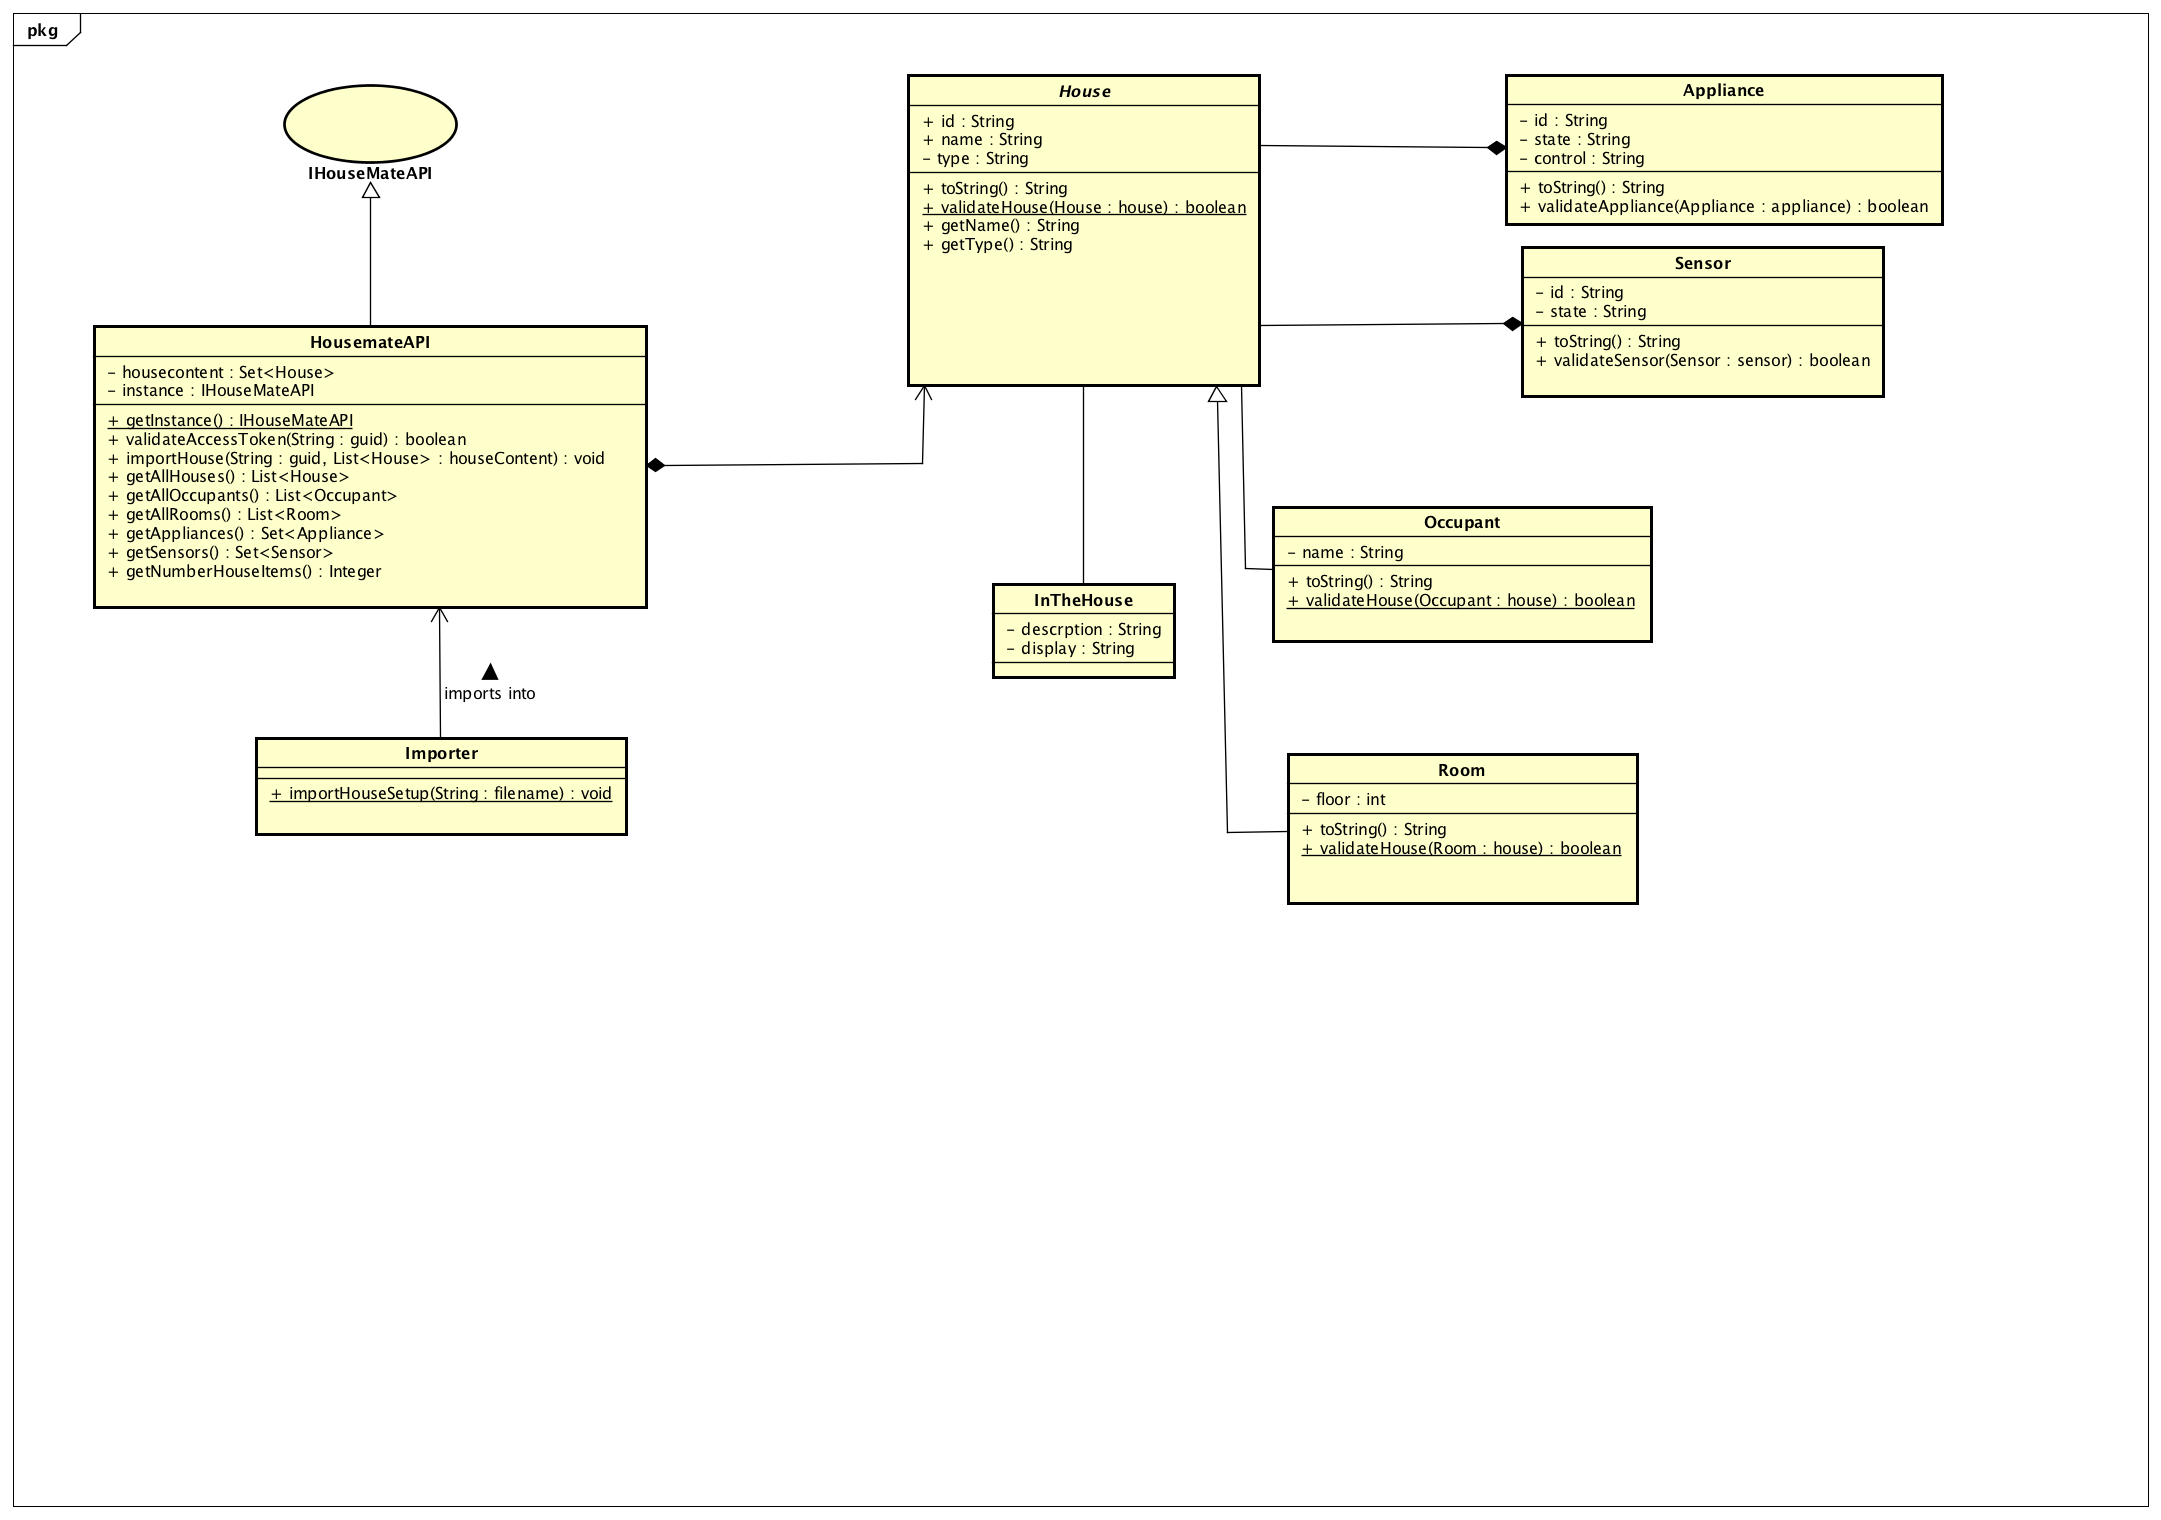 pkg
IHouseMateAPI
HousemateAPI
- housecontent : Set<House>
- instance : IHouseMateAPI
+ getInstance() : IHouseMateAPI
+ validateAccessToken(String : guid) : boolean
+ importHouse(String : guid, List<House> : houseContent) : void
+ getAllHouses() : List<House>
+ getAllOccupants() : List<Occupant>
+ getAllRooms() : List<Room>
+ getAppliances() : Set<Appliance>
+ getSensors() : Set<Sensor>
+ getNumberHouseItems() : Integer
imports into
Importer
+ importHouseSetup(String : filename) : void
House
+ id : String
+ name : String
- type : String
+ toString() : String
+ validateHouse(House : house) : boolean
+ getName() : String
+ getType() : String
Appliance
- id : String
- state : String
- control : String
+ toString() : String
+ validateAppliance(Appliance : appliance) : boolean
Sensor
- id : String
- state : String
+ toString() : String
+ validateSensor(Sensor : sensor) : boolean
InTheHouse
- descrption : String
- display : String
Occupant
- name : String
+ toString() : String
+ validateHouse(Occupant : house) : boolean
Room
- floor : int
+ toString() : String
+ validateHouse(Room : house) : boolean